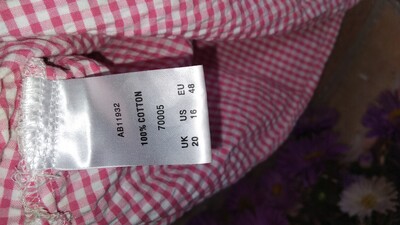 AB11932
100% COTTON
70005
UK US EU
20 16 48